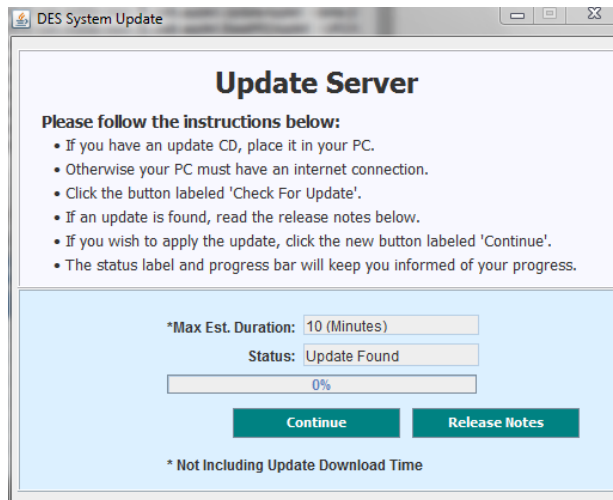 DES System Update
Update Server
Please follow the instructions below:
• If you have an update CD, place it in your PC.
• Otherwise your PC must have an internet connection.
• Click the button labeled 'Check For Update'.
• If an update is found, read the release notes below.
• If you wish to apply the update, click the new button labeled 'Continue'.
• The status label and progress bar will keep you informed of your progress.
*Max Est. Duration: 10 (Minutes)
Status: Update Found
0%
Continue Release Notes
* Not Including Update Download Time